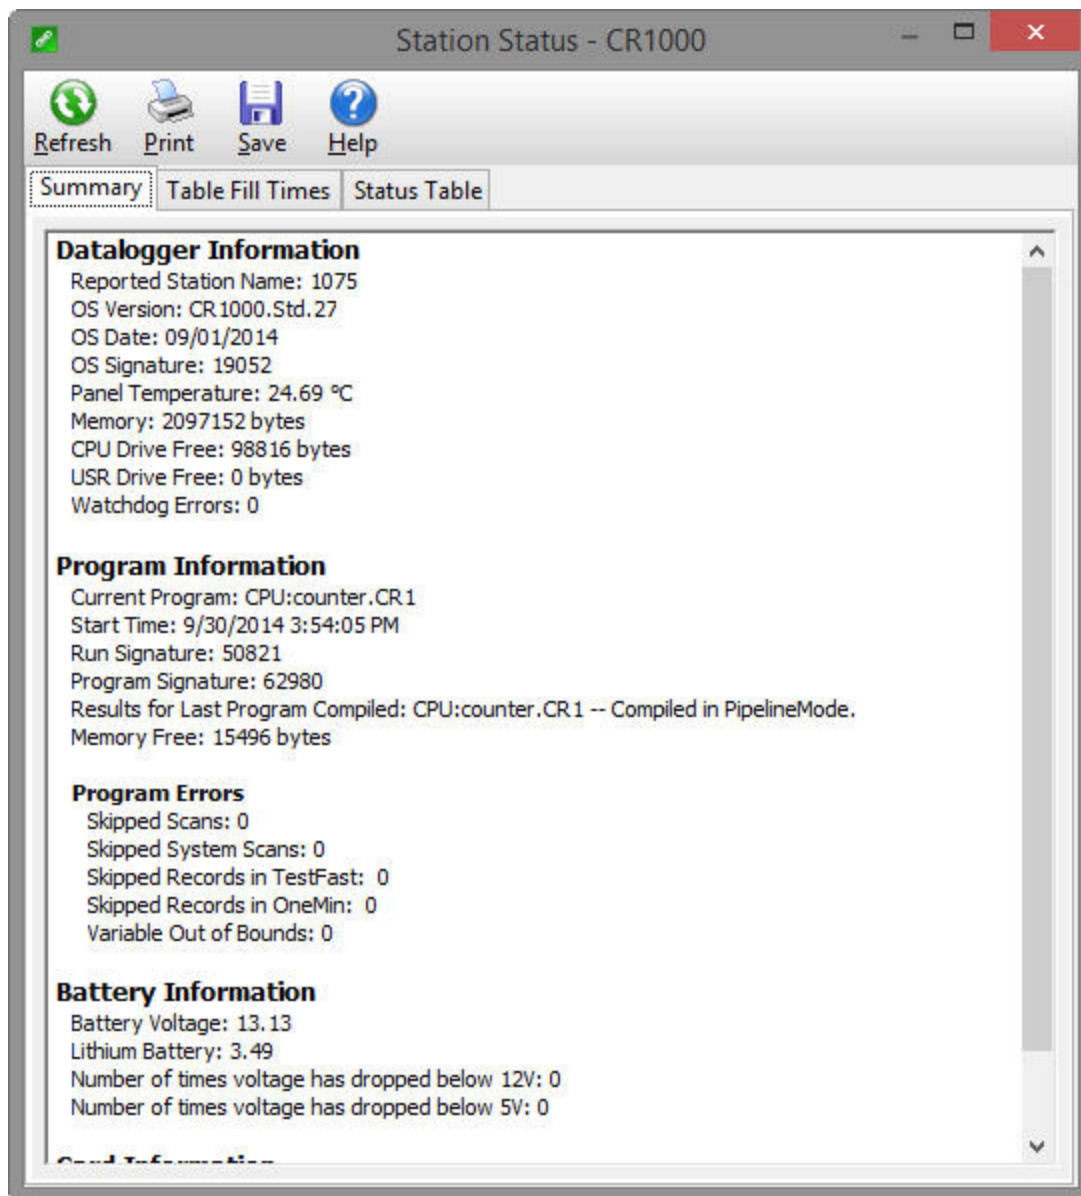 Station Status - CR1000
Refresh Print Save Help
Summary Table Fill Times Status Table
Datalogger Information
Reported Station Name: 1075
OS Version: CR1000.Std.27
OS Date: 09/01/2014
OS Signature: 19052
Panel Temperature: 24.69 °C
Memory: 2097152 bytes
CPU Drive Free: 98816 bytes
USR Drive Free: 0 bytes
Watchdog Errors: 0
Program Information
Current Program: CPU:counter.CR1
Start Time: 9/30/2014 3:54:05 PM
Run Signature: 50821
Program Signature: 62980
Results for Last Program Compiled: CPU:counter.CR1 -- Compiled in PipelineMode.
Memory Free: 15496 bytes
Program Errors
Skipped Scans: 0
Skipped System Scans: 0
Skipped Records in TestFast:  0
Skipped Records in OneMin:  0
Variable Out of Bounds: 0
Battery Information
Battery Voltage: 13.13
Lithium Battery: 3.49
Number of times voltage has dropped below 12V: 0
Number of times voltage has dropped below 5V: 0
Card Information